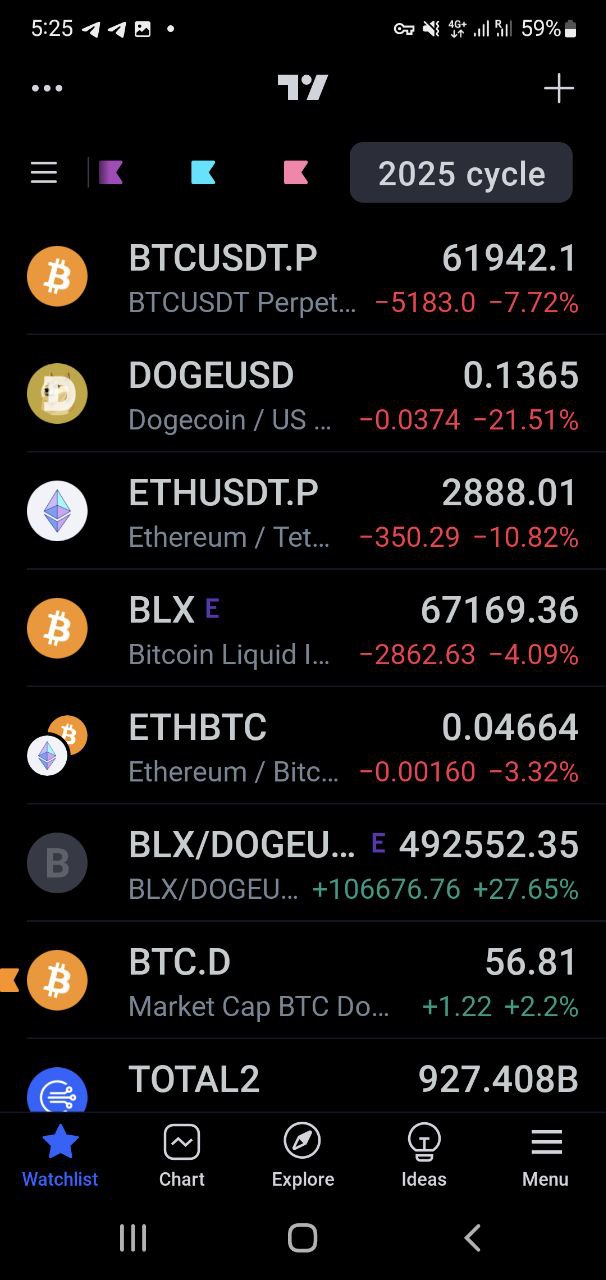 5:25 4G+ R 59%
2025 cycle
BTCUSDT.P 61942.1
BTCUSDT Perpet... −5183.0 −7.72%
DOGEUSD 0.1365
Dogecoin / US ... −0.0374 −21.51%
ETHUSDT.P 2888.01
Ethereum / Tet... −350.29 −10.82%
BLX E 67169.36
Bitcoin Liquid I... −2862.63 −4.09%
ETHBTC 0.04664
Ethereum / Bitc... −0.00160 −3.32%
B BLX/DOGEU... E 492552.35
BLX/DOGEU... +106676.76 +27.65%
BTC.D 56.81
Market Cap BTC Do... +1.22 +2.2%
TOTAL2 927.408B
Watchlist Chart Explore Ideas Menu